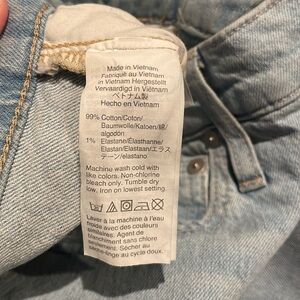 Made in Vietnam
Fabriqué au Vietnam
In Vietnam Hergestellt
Vervaardigd in Viëtnam
ベトナム製
Hecho en Vietnam
99% Cotton/Coton/
Baumwolle/Katoen/綿/
algodón
1% Elastane/Elasthanne/
Elastan/Elastaan/エラス
テーン/elastano
Machine wash cold with
like colors. Non-chlorine
bleach only. Tumble dry
low. Iron on lowest setting.
Laver à la machine à l'eau
froide avec des couleurs
similaires. Agent de
blanchiment sans chlore
seulement. Sécher au
sèche-linge au cycle doux.